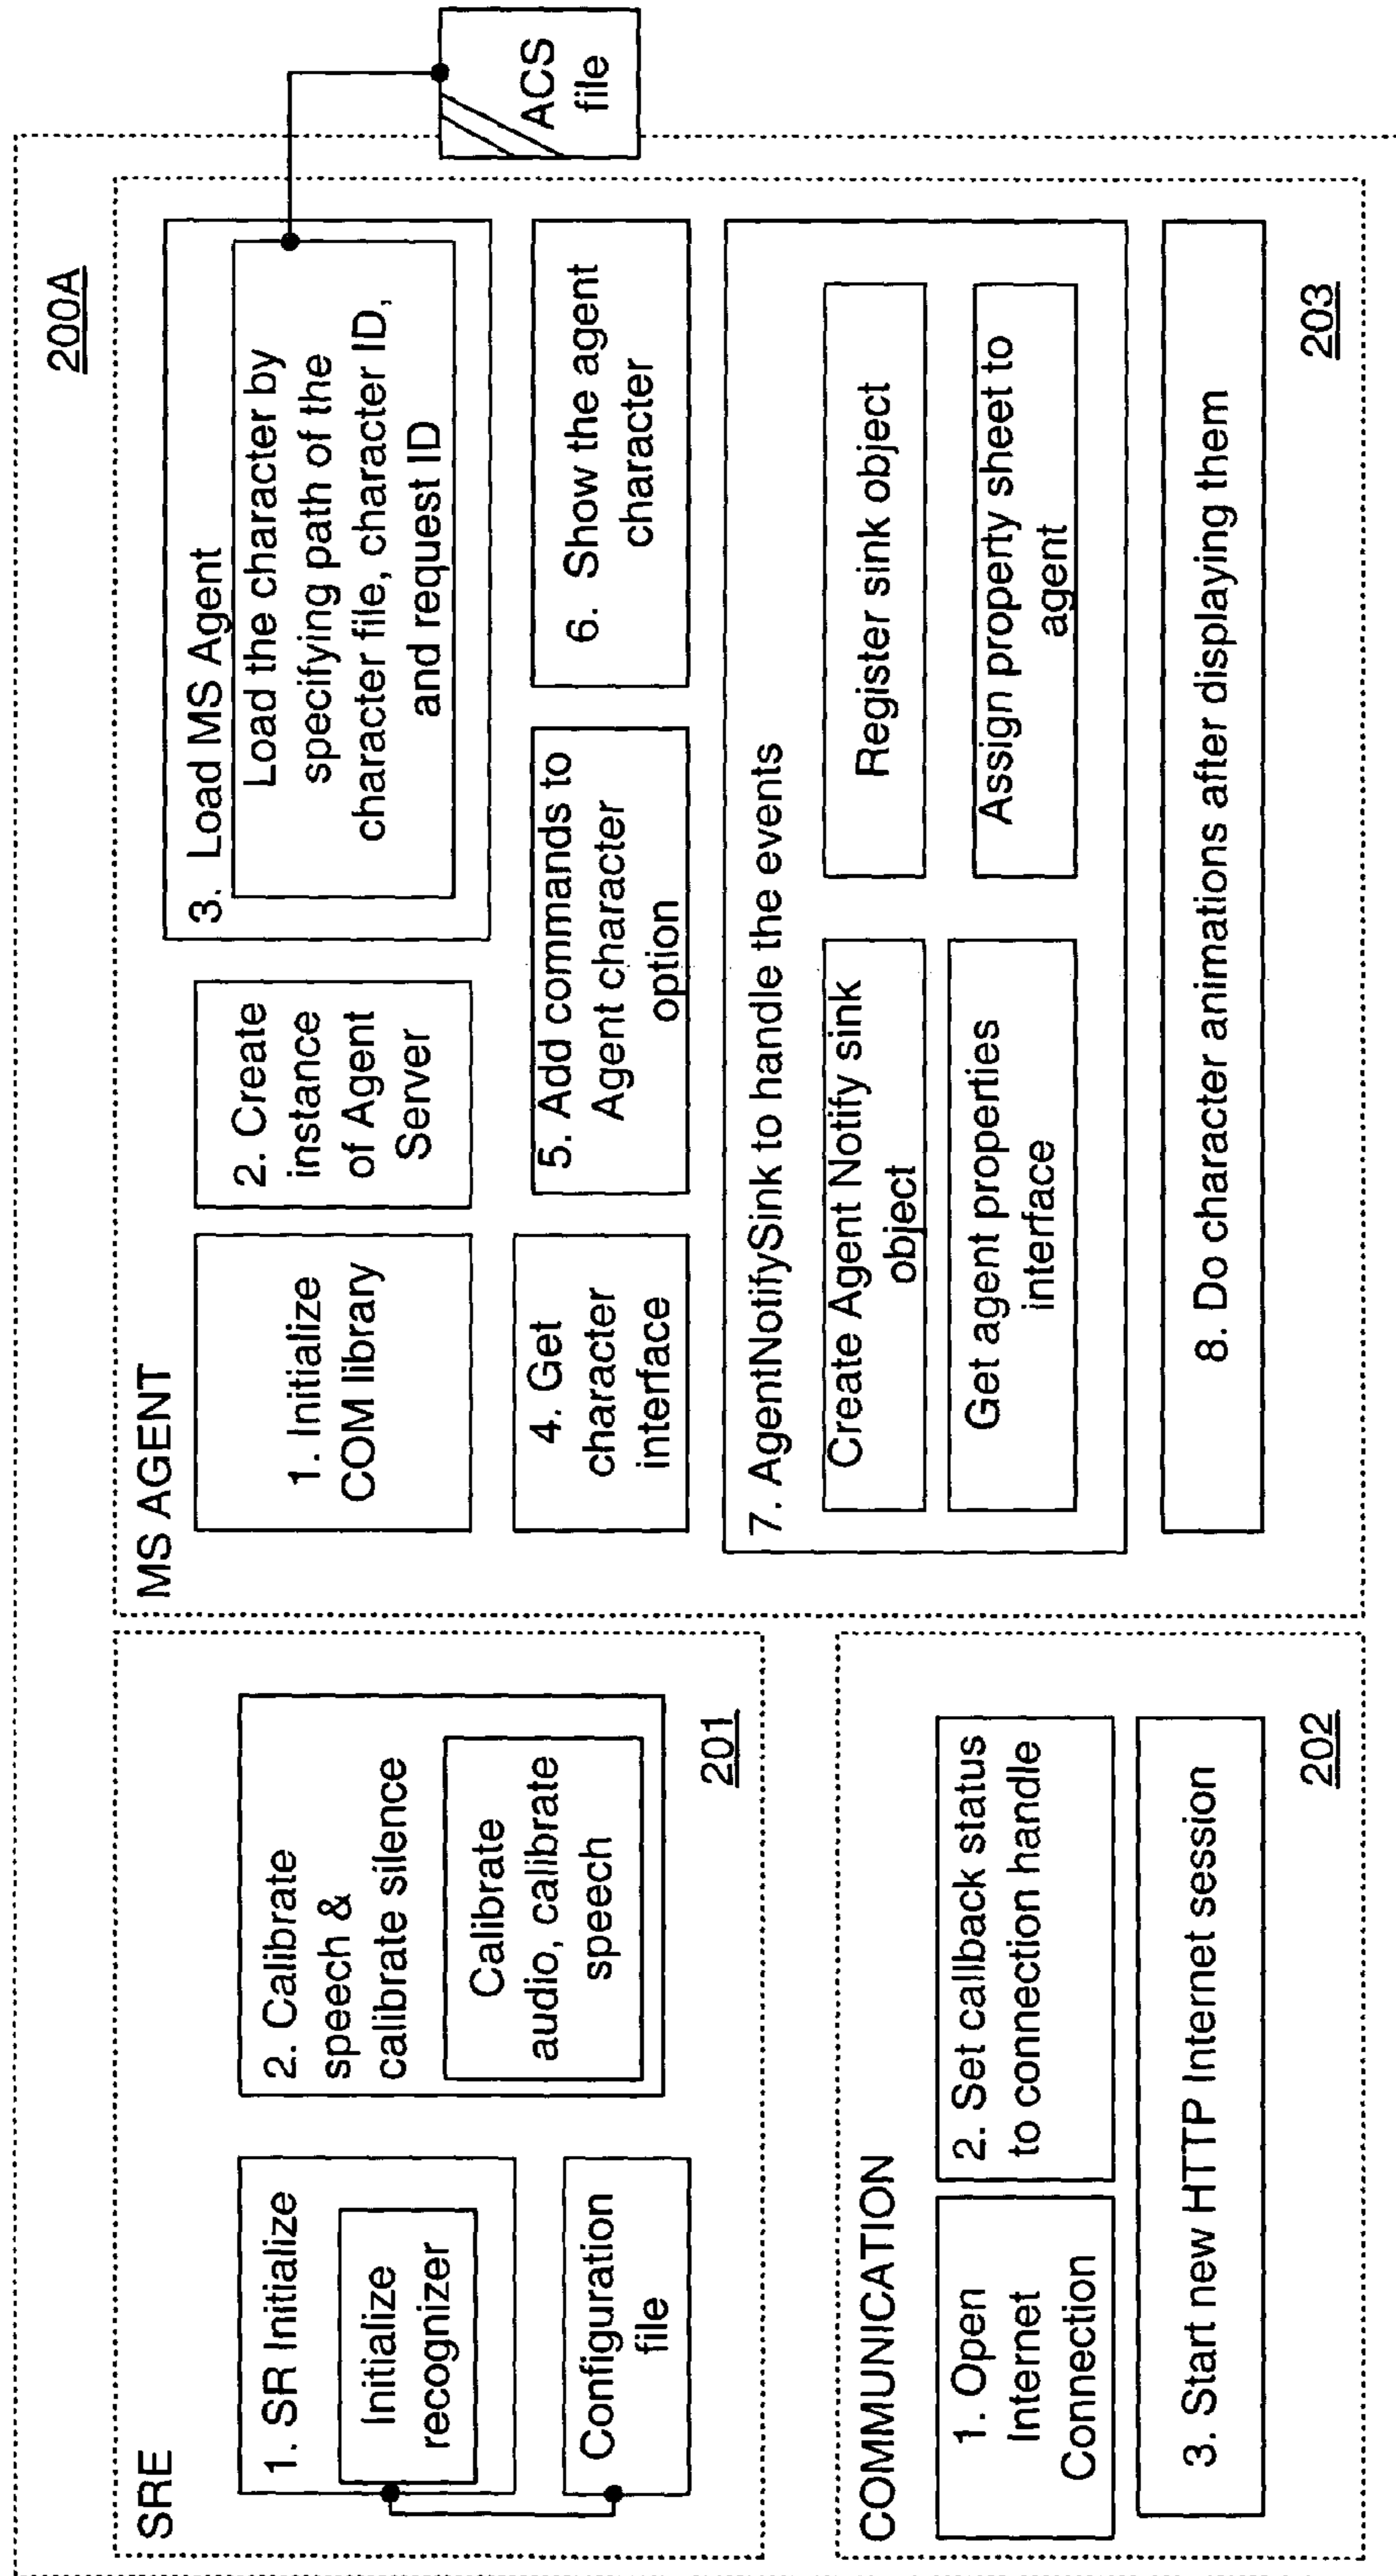 200A
SRE
1. SR Initialize
Initialize
recognizer
Configuration
file
2. Calibrate
speech &
calibrate silence
Calibrate
audio, calibrate
speech
201
COMMUNICATION
1. Open
Internet
Connection
2. Set callback status
to connection handle
3. Start new HTTP Internet session
202
MS AGENT
1. Initialize
COM library
2. Create
instance
of Agent
Server
3. Load MS Agent
Load the character by
specifying path of the
character file, character ID,
and request ID
ACS
file
4. Get
character
interface
5. Add commands to
Agent character
option
6. Show the agent
character
7. AgentNotifySink to handle the events
Create Agent Notify sink
object
Register sink object
Get agent properties
interface
Assign property sheet to
agent
8. Do character animations after displaying them
203